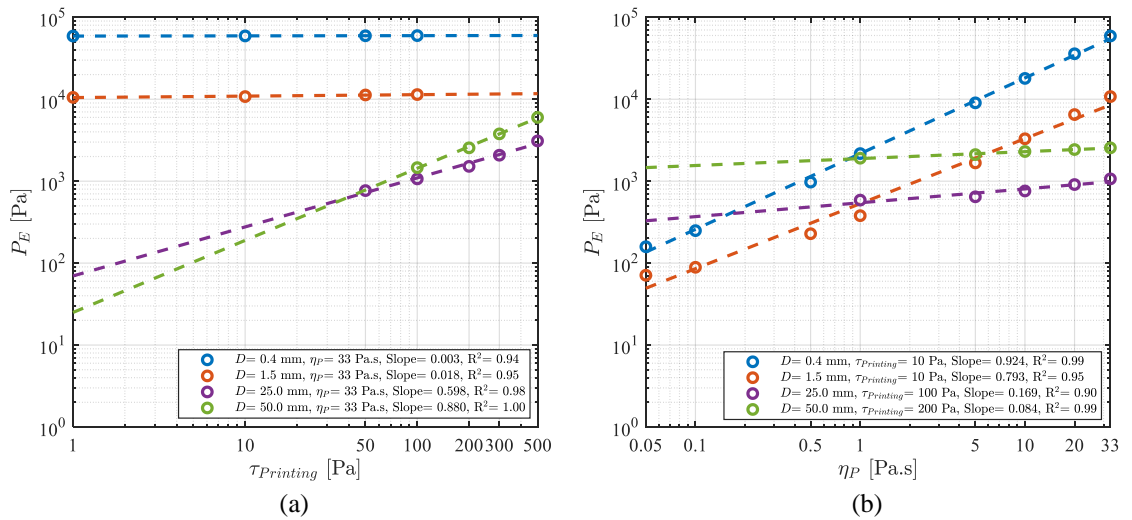 10^5
10^4
10^3
10^2
10^1
10^0
P_E [Pa]
1
10
50
100
200
300
500
τ_Printing [Pa]
D= 0.4 mm, η_P= 33 Pa.s, Slope= 0.003, R^2= 0.94
D= 1.5 mm, η_P= 33 Pa.s, Slope= 0.018, R^2= 0.95
D= 25.0 mm, η_P= 33 Pa.s, Slope= 0.598, R^2= 0.98
D= 50.0 mm, η_P= 33 Pa.s, Slope= 0.880, R^2= 1.00
(a)
10^5
10^4
10^3
10^2
10^1
10^0
P_E [Pa]
0.05
0.1
0.5
1
5
10
20
33
η_P [Pa.s]
D= 0.4 mm, τ_Printing= 10 Pa, Slope= 0.924, R^2= 0.99
D= 1.5 mm, τ_Printing= 10 Pa, Slope= 0.793, R^2= 0.95
D= 25.0 mm, τ_Printing= 100 Pa, Slope= 0.169, R^2= 0.90
D= 50.0 mm, τ_Printing= 200 Pa, Slope= 0.084, R^2= 0.99
(b)